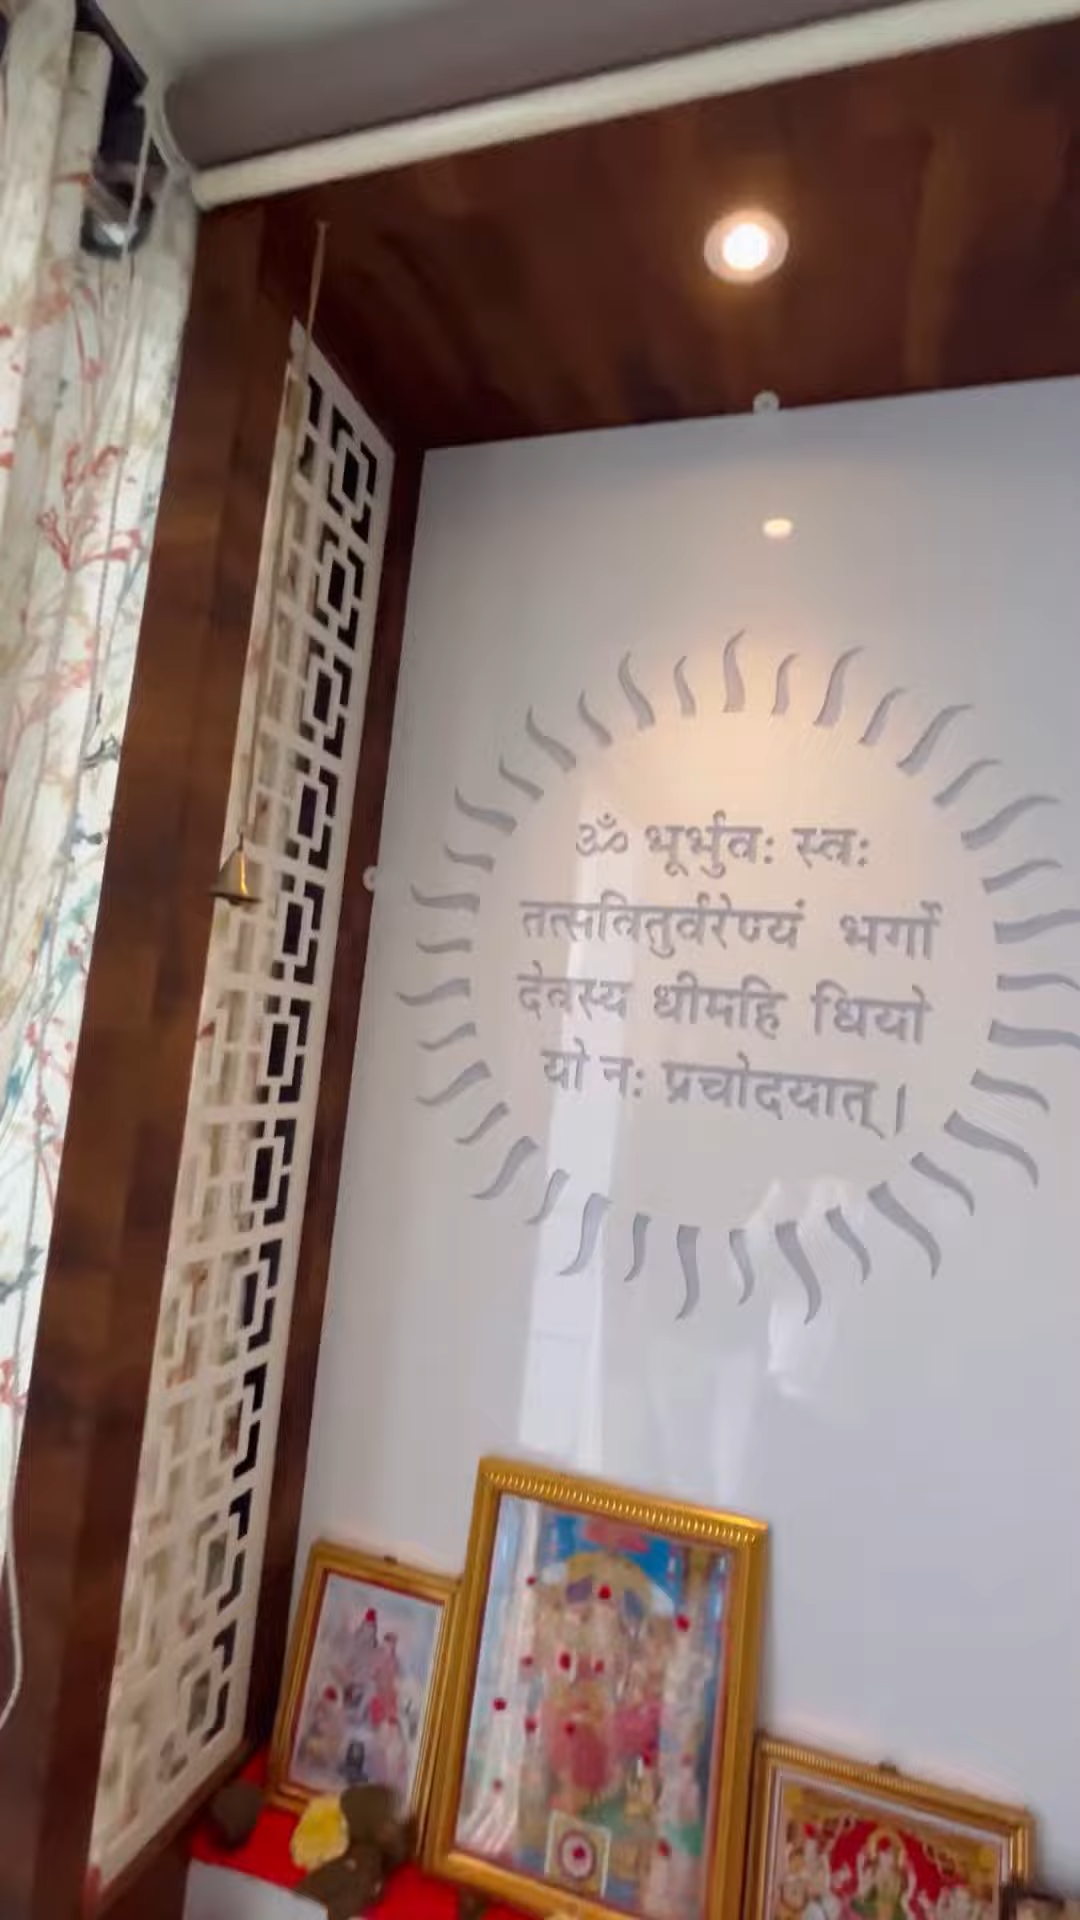 ॐ भूर्भुवः स्वः
तत्सवितुर्वरेण्यं भर्गो
देवस्य धीमहि धियो
यो नः प्रचोदयात्।